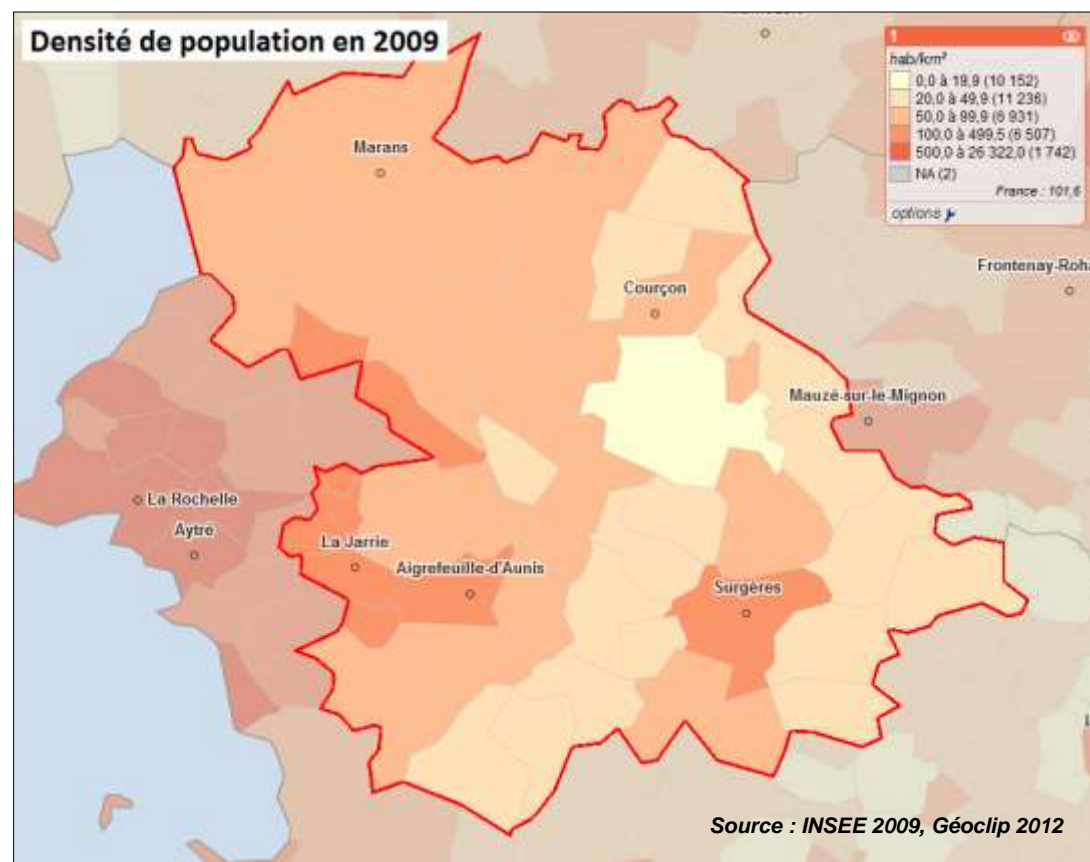 Densité de population en 2009
1
hab/km²
0,0 à 19,9 (10 152)
20,0 à 49,9 (11 236)
50,0 à 99,9 (6 931)
100,0 à 499,5 (6 507)
500,0 à 26 322,0 (1 742)
NA (2)
France : 101,6
options
Marans
Frontenay-Roha
Courçon
Mauzé-sur-le-Mignon
La Rochelle
Aytré
La Jarrie
Aigrefeuille-d'Aunis
Surgères
Source : INSEE 2009, Géoclip 2012